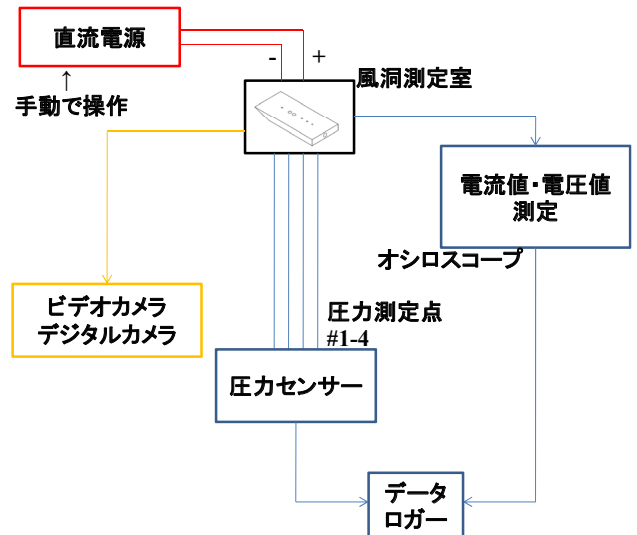 直流電源
- +
↑
手動で操作
風洞測定室
電流値・電圧値
測定
オシロスコープ
ビデオカメラ
デジタルカメラ
圧力測定点
#1-4
圧力センサー
データ
ロガー